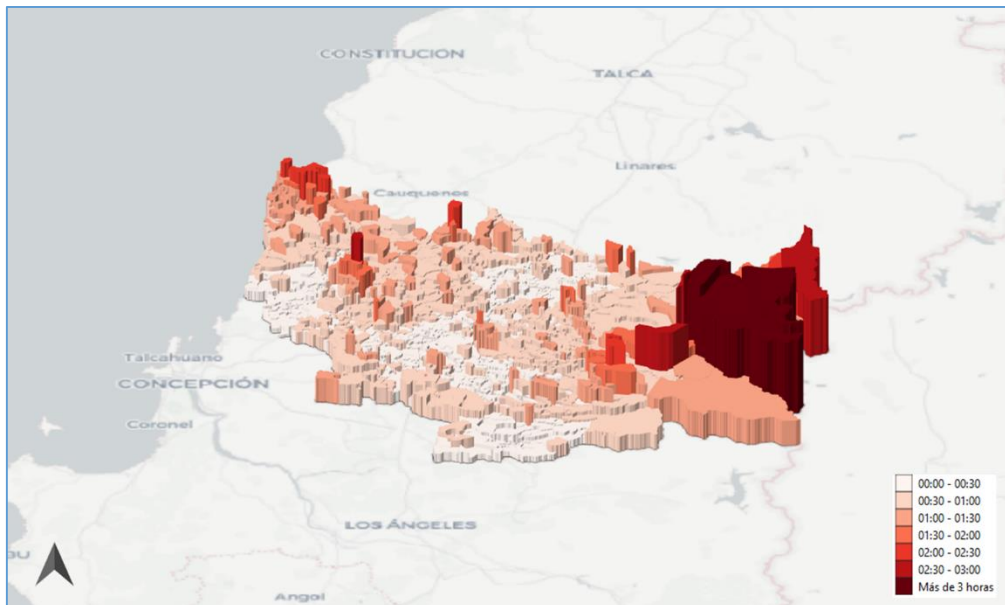 CONSTITUCIÓN
TALCA
Linares
Cauquenes
Talcahuano
CONCEPCIÓN
Coronel
LOS ÁNGELES
Angol
00:00 - 00:30
00:30 - 01:00
01:00 - 01:30
01:30 - 02:00
02:00 - 02:30
02:30 - 03:00
Más de 3 horas